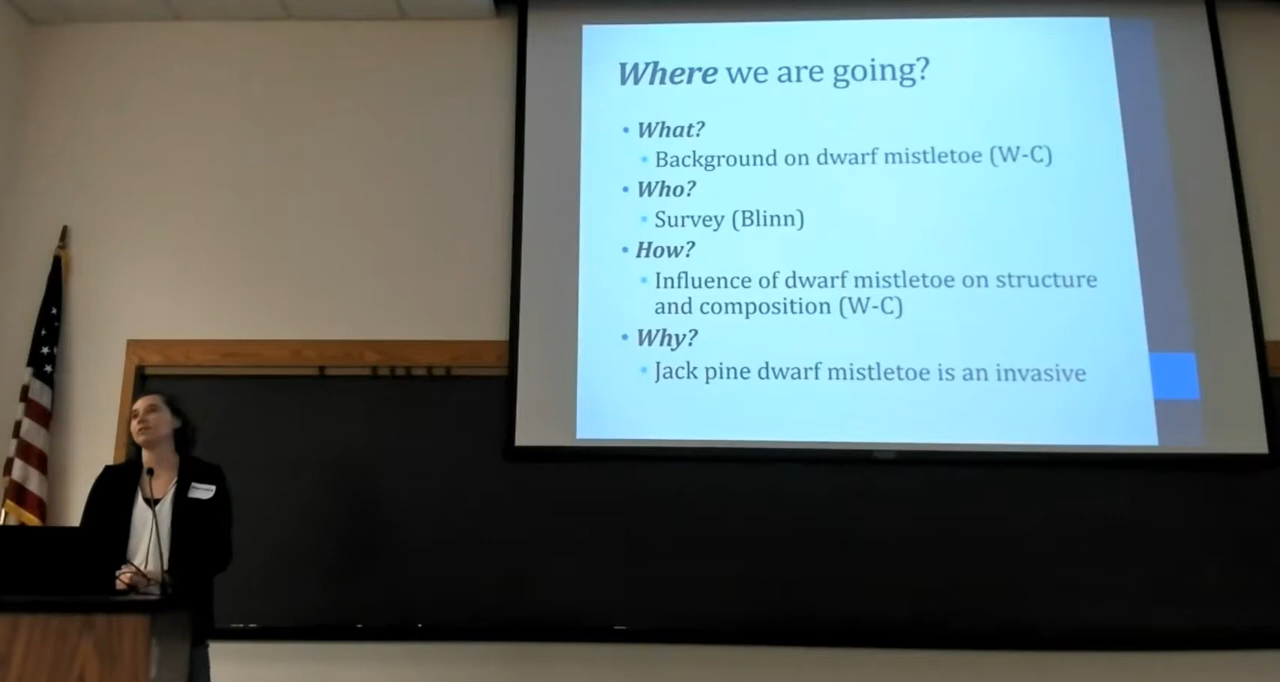 Where we are going?
• What?
• Background on dwarf mistletoe (W-C)
• Who?
• Survey (Blinn)
• How?
• Influence of dwarf mistletoe on structure
and composition (W-C)
• Why?
• Jack pine dwarf mistletoe is an invasive